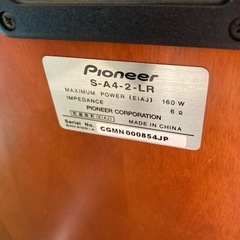 Pioneer
S-A4-2-LR
MAXIMUM POWER (EIAJ) 160 W
IMPEDANCE 6 Ω
PIONEER CORPORATION
MADE IN CHINA
Serial No.
CGMN000854JP